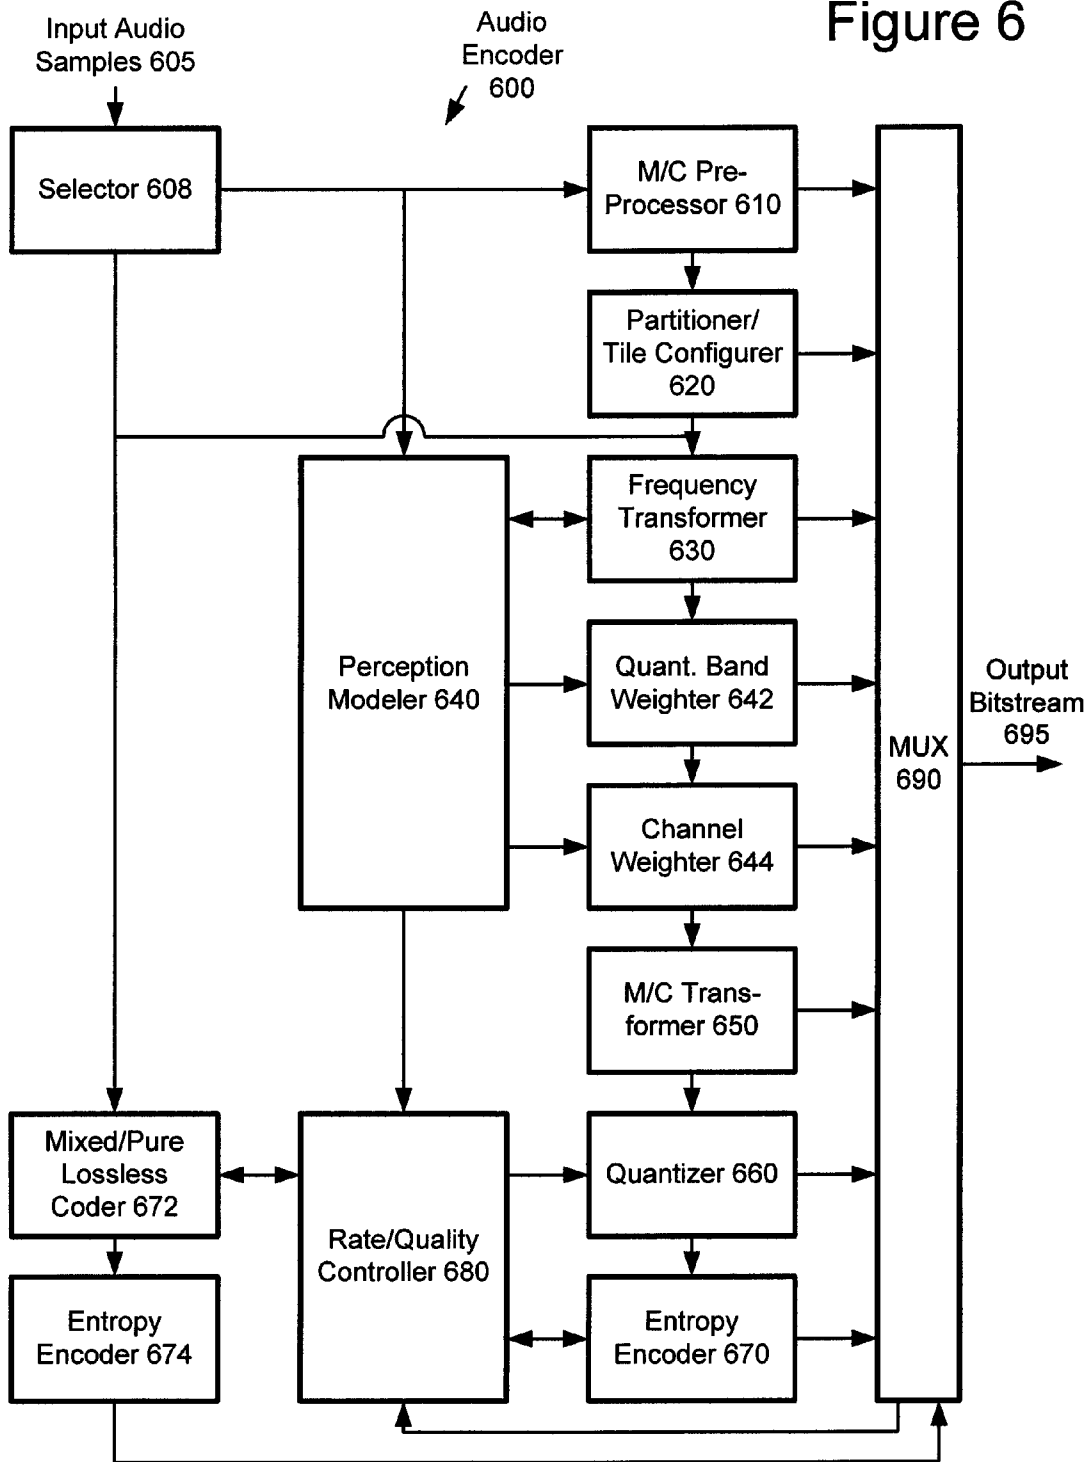 Figure 6
Input Audio
Samples 605
Audio
Encoder
600
Selector 608
M/C Pre-
Processor 610
Partitioner/
Tile Configurer
620
Frequency
Transformer
630
Perception
Modeler 640
Quant. Band
Weighter 642
Output
Bitstream
695
MUX
690
Channel
Weighter 644
M/C Trans-
former 650
Mixed/Pure
Lossless
Coder 672
Quantizer 660
Rate/Quality
Controller 680
Entropy
Encoder 674
Entropy
Encoder 670